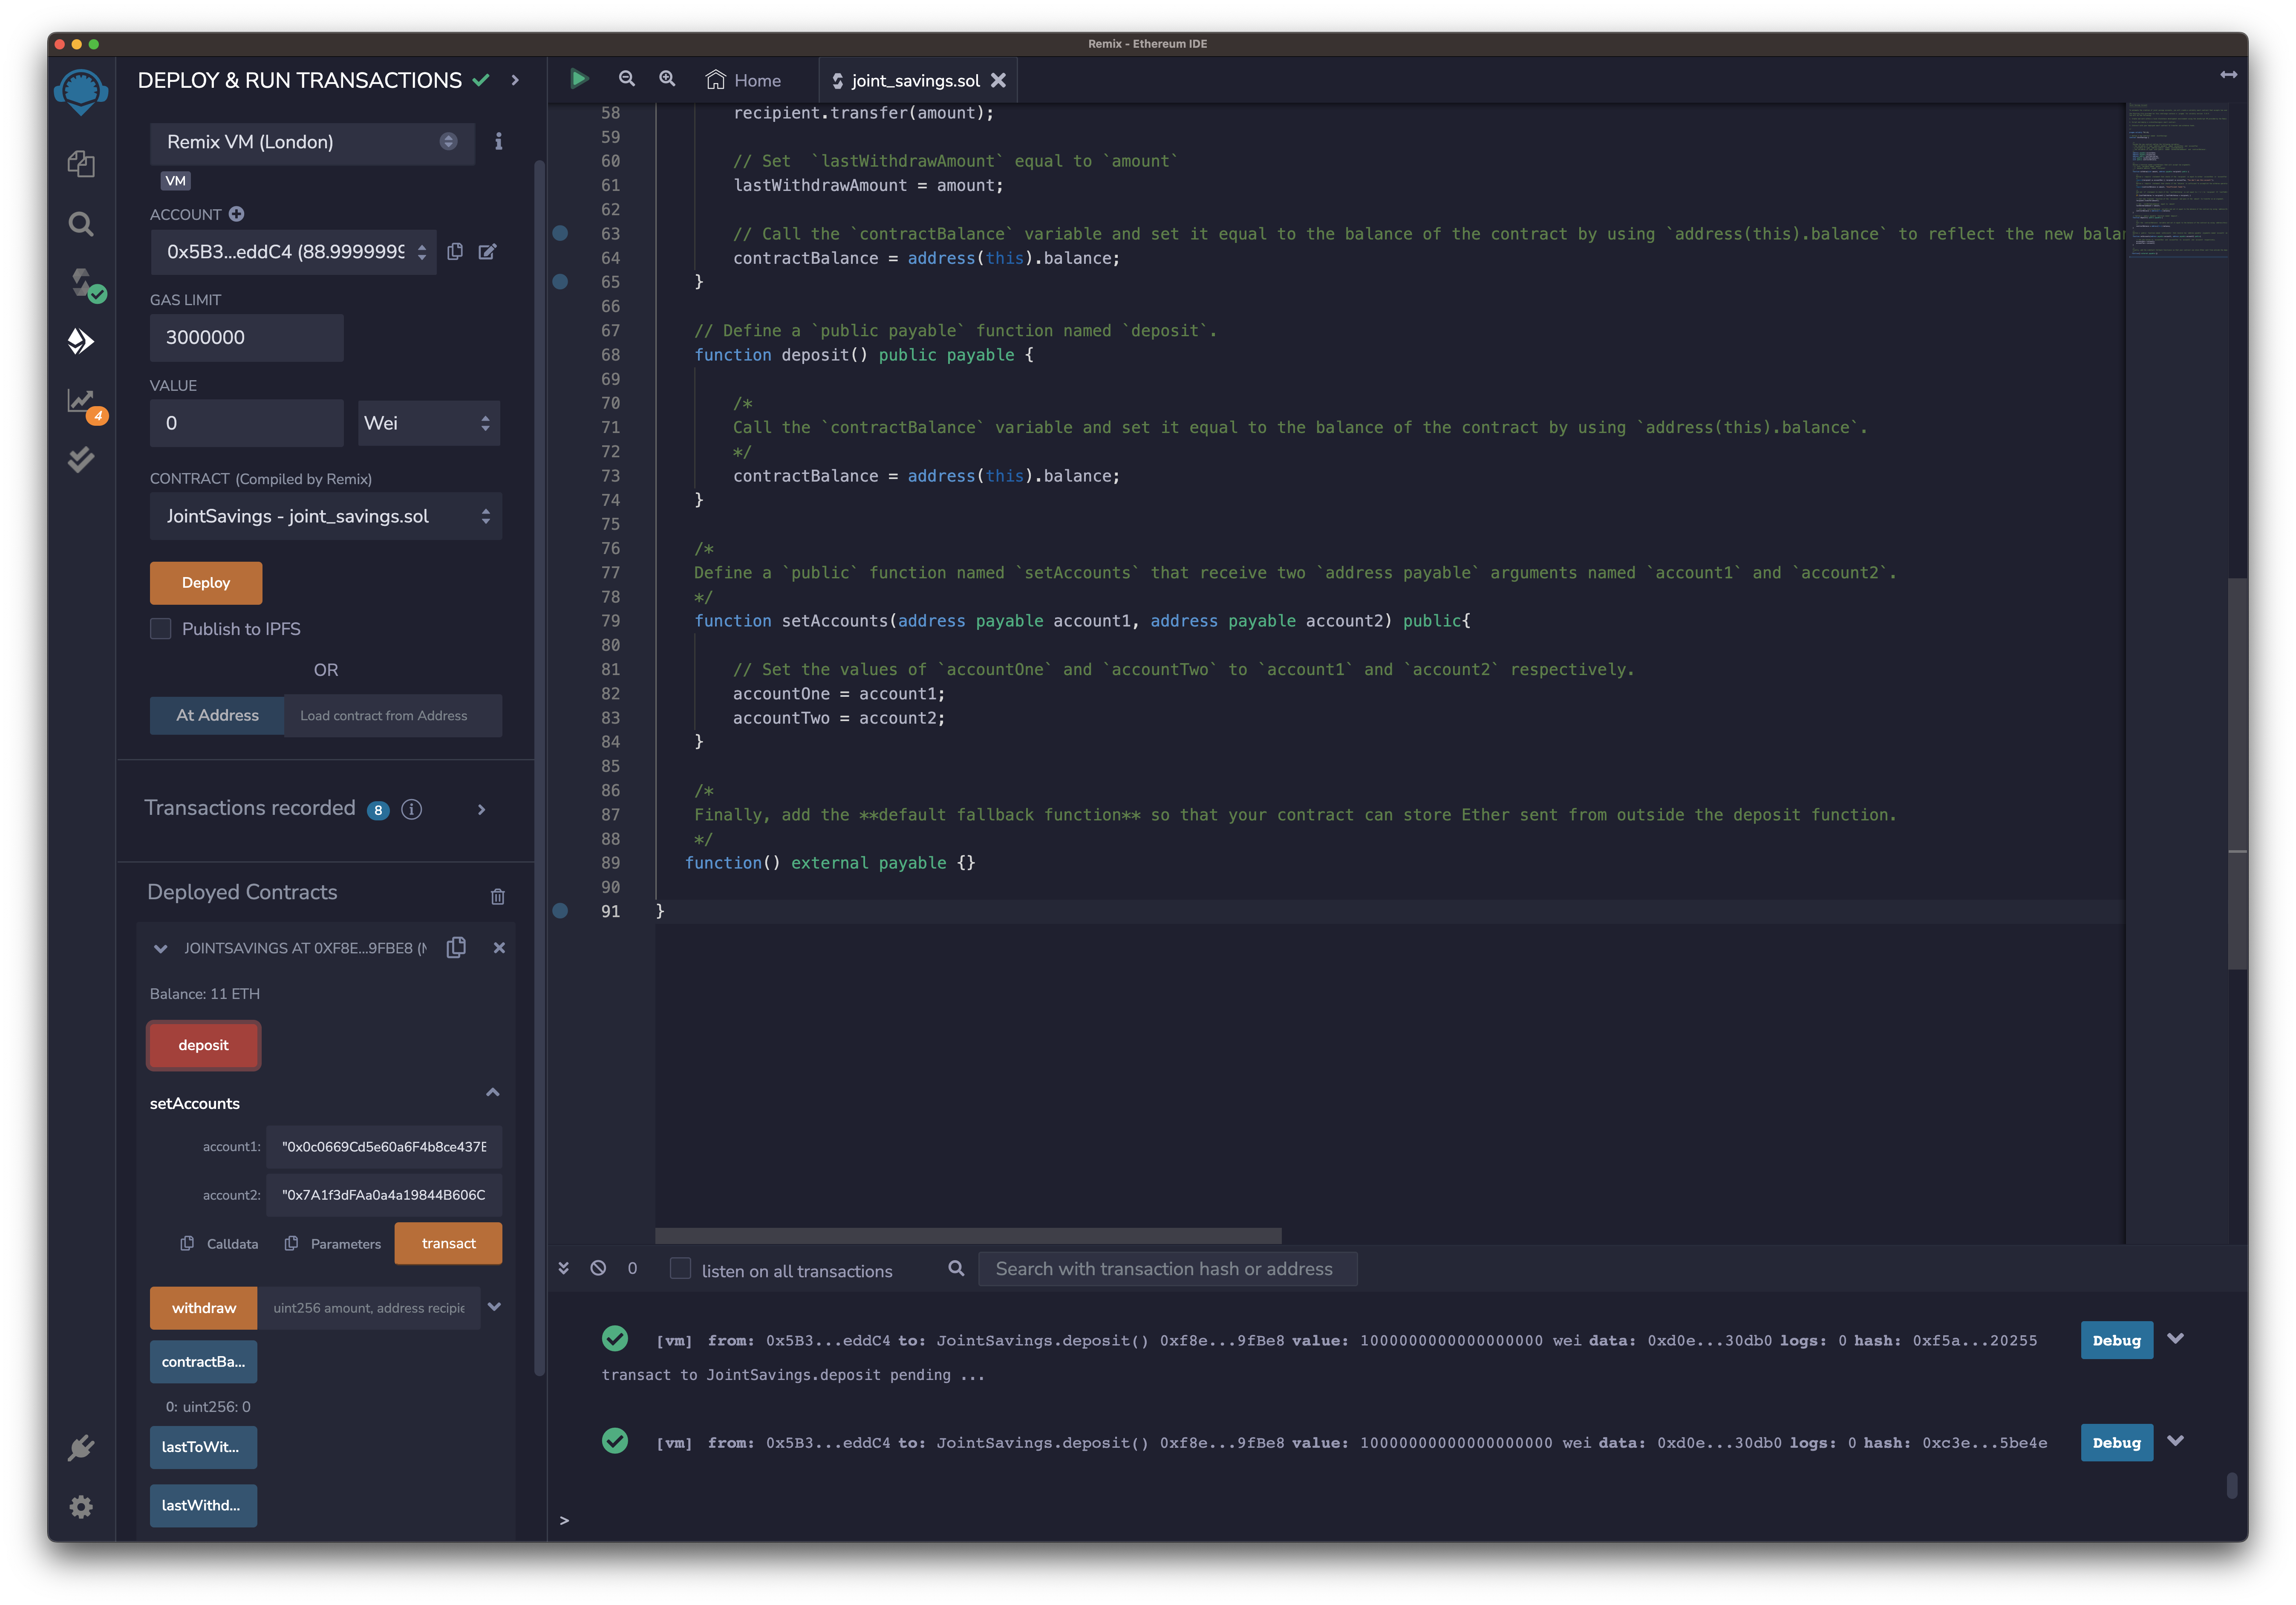 Remix - Ethereum IDE
DEPLOY & RUN TRANSACTIONS
Remix VM (London)
VM
ACCOUNT
0x5B3...eddC4 (88.9999999
GAS LIMIT
3000000
VALUE
0
Wei
CONTRACT (Compiled by Remix)
JointSavings - joint_savings.sol
Deploy
Publish to IPFS
OR
At Address
Load contract from Address
Transactions recorded 8
Deployed Contracts
JOINTSAVINGS AT 0XF8E...9FBE8 (
Balance: 11 ETH
deposit
setAccounts
account1: "0x0c0669Cd5e60a6F4b8ce437E
account2: "0x7A1f3dFAa0a4a19844B606C
Calldata
Parameters
transact
withdraw
uint256 amount, address recipie
contractBa...
0: uint256: 0
lastToWit...
lastWithd...
4
Home
joint_savings.sol
58 recipient.transfer(amount);
59
60 // Set  `lastWithdrawAmount` equal to `amount`
61 lastWithdrawAmount = amount;
62
63 // Call the `contractBalance` variable and set it equal to the balance of the contract by using `address(this).balance` to reflect the new balan
64 contractBalance = address(this).balance;
65 }
66
67 // Define a `public payable` function named `deposit`.
68 function deposit() public payable {
69
70 /*
71 Call the `contractBalance` variable and set it equal to the balance of the contract by using `address(this).balance`.
72 */
73 contractBalance = address(this).balance;
74 }
75
76 /*
77 Define a `public` function named `setAccounts` that receive two `address payable` arguments named `account1` and `account2`.
78 */
79 function setAccounts(address payable account1, address payable account2) public{
80
81 // Set the values of `accountOne` and `accountTwo` to `account1` and `account2` respectively.
82 accountOne = account1;
83 accountTwo = account2;
84 }
85
86 /*
87 Finally, add the **default fallback function** so that your contract can store Ether sent from outside the deposit function.
88 */
89 function() external payable {}
90
91 }
0
listen on all transactions
Search with transaction hash or address
[vm] from: 0x5B3...eddC4 to: JointSavings.deposit() 0xf8e...9fBe8 value: 1000000000000000000 wei data: 0xd0e...30db0 logs: 0 hash: 0xf5a...20255
Debug
transact to JointSavings.deposit pending ...
[vm] from: 0x5B3...eddC4 to: JointSavings.deposit() 0xf8e...9fBe8 value: 10000000000000000000 wei data: 0xd0e...30db0 logs: 0 hash: 0xc3e...5be4e
Debug
>